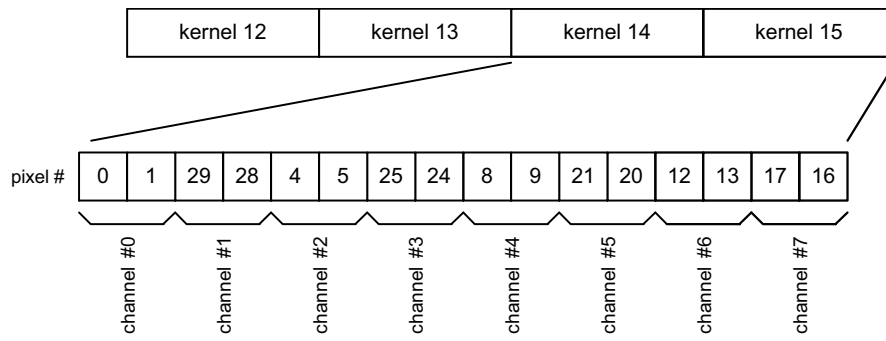 kernel 12 kernel 13 kernel 14 kernel 15
pixel # 0 1 29 28 4 5 25 24 8 9 21 20 12 13 17 16
channel #0 channel #1 channel #2 channel #3 channel #4 channel #5 channel #6 channel #7